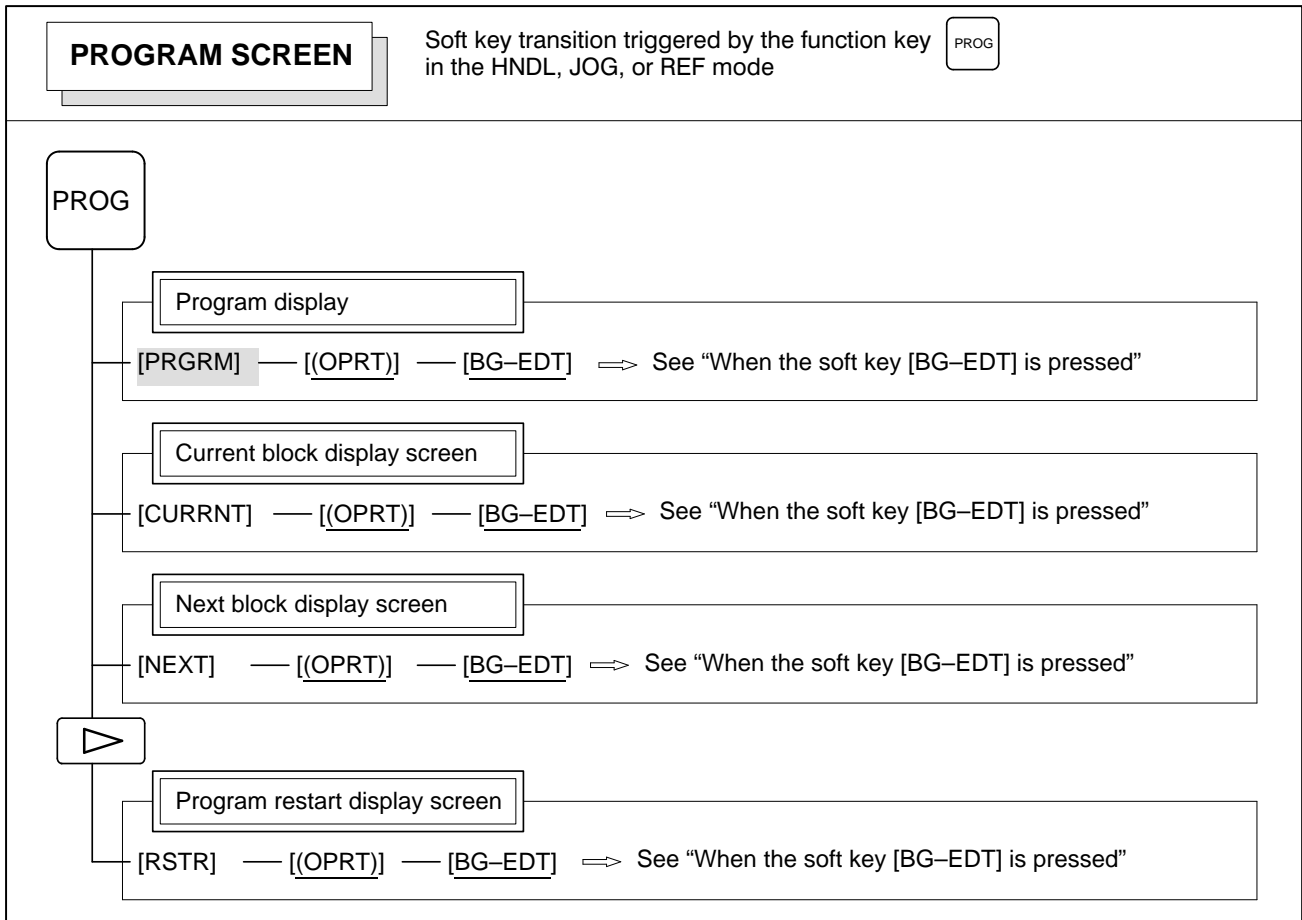 PROGRAM SCREEN
Soft key transition triggered by the function key PROG
in the HNDL, JOG, or REF mode
PROG
Program display
[PRGRM] [(OPRT)] [BG–EDT] See “When the soft key [BG–EDT] is pressed”
Current block display screen
[CURRNT] [(OPRT)] [BG–EDT] See “When the soft key [BG–EDT] is pressed”
Next block display screen
[NEXT] [(OPRT)] [BG–EDT] See “When the soft key [BG–EDT] is pressed”
Program restart display screen
[RSTR] [(OPRT)] [BG–EDT] See “When the soft key [BG–EDT] is pressed”